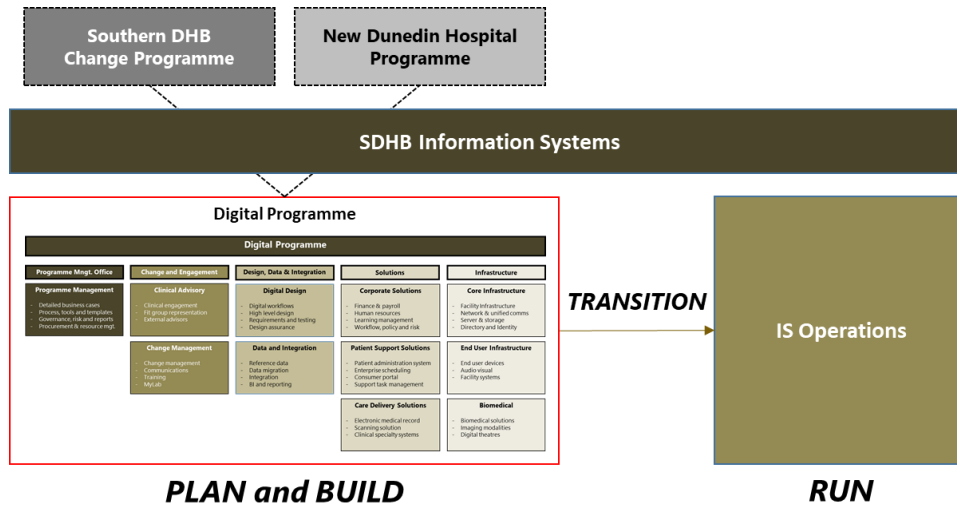 Southern DHB
Change Programme
New Dunedin Hospital
Programme
SDHB Information Systems
Digital Programme
Digital Programme
Programme Mngt. Office
Programme Management
- Detailed business cases
- Process, tools and templates
- Governance, risk and reports
- Procurement & resource mgt.
Change and Engagement
Clinical Advisory
- Clinical engagement
- FiI group representation
- External advisors
Change Management
- Change management
- Communications
- Training
- MyLab
Design, Data & Integration
Digital Design
- Digital workflows
- High level design
- Requirements and testing
- Design assurance
Data and Integration
- Reference data
- Data migration
- Integration
- BI and reporting
Solutions
Corporate Solutions
- Finance & payroll
- Human resources
- Learning management
- Workflow, policy and risk
Patient Support Solutions
- Patient administration system
- Enterprise scheduling
- Consumer portal
- Support task management
Care Delivery Solutions
- Electronic medical record
- Scanning solution
- Clinical specialty systems
Infrastructure
Core Infrastructure
- Facility Infrastructure
- Network & unified comms
- Server & storage
- Directory and Identity
End User Infrastructure
- End user devices
- Audio visual
- Facility systems
Biomedical
- Biomedical solutions
- Imaging modalities
- Digital theatres
TRANSITION
IS Operations
PLAN and BUILD
RUN